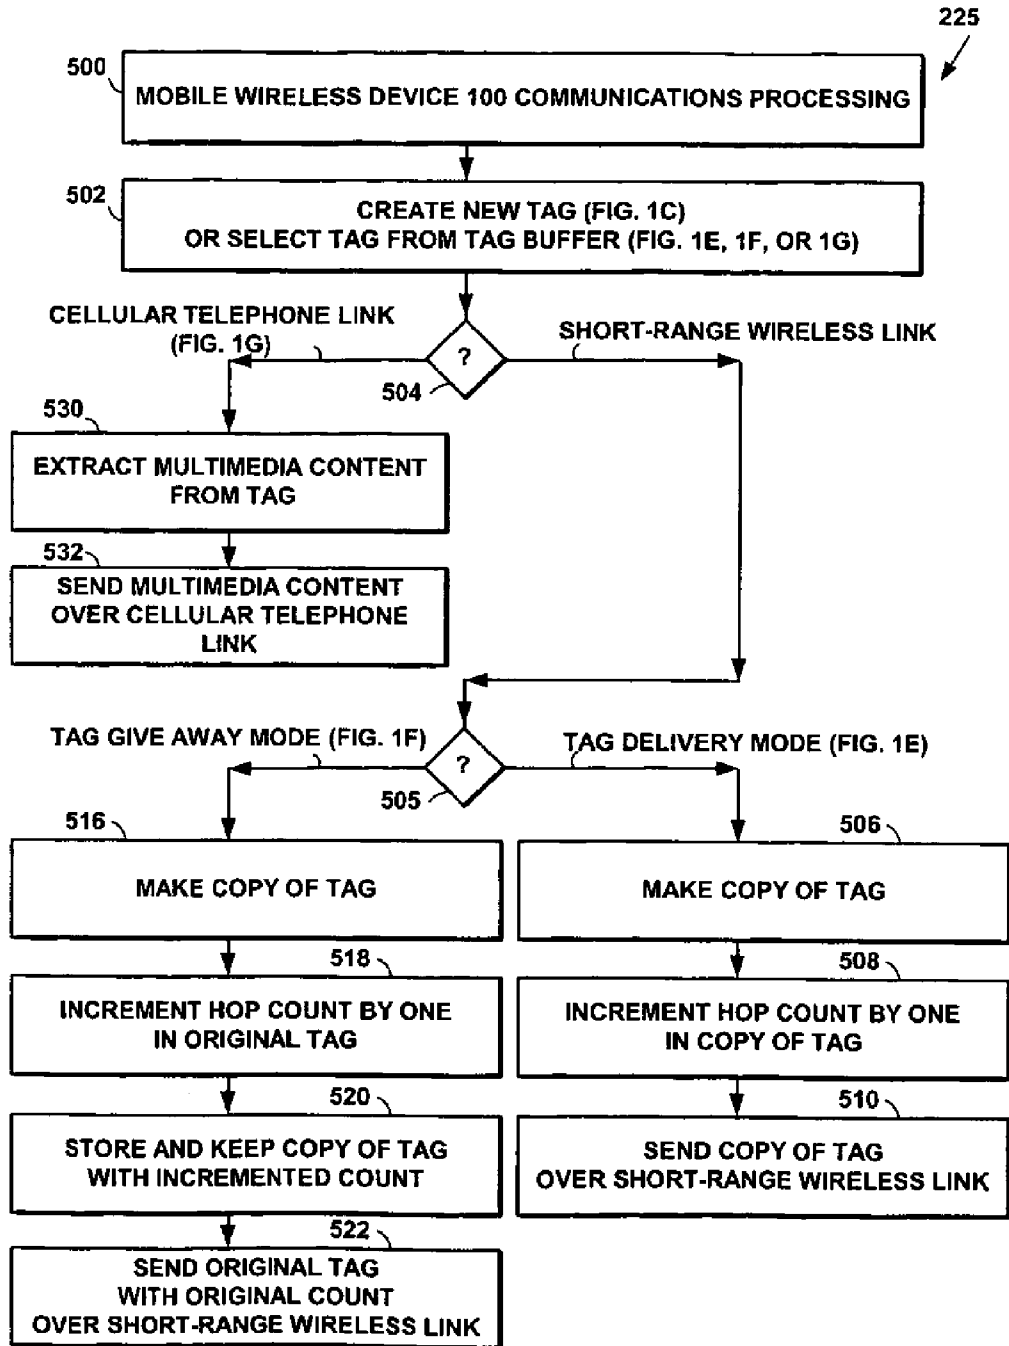 225
500
MOBILE WIRELESS DEVICE 100 COMMUNICATIONS PROCESSING
502
CREATE NEW TAG (FIG. 1C)
OR SELECT TAG FROM TAG BUFFER (FIG. 1E, 1F, OR 1G)
CELLULAR TELEPHONE LINK
(FIG. 1G)
?
SHORT-RANGE WIRELESS LINK
504
530
EXTRACT MULTIMEDIA CONTENT
FROM TAG
532
SEND MULTIMEDIA CONTENT
OVER CELLULAR TELEPHONE
LINK
TAG GIVE AWAY MODE (FIG. 1F)
?
TAG DELIVERY MODE (FIG. 1E)
505
516
MAKE COPY OF TAG
506
MAKE COPY OF TAG
518
INCREMENT HOP COUNT BY ONE
IN ORIGINAL TAG
508
INCREMENT HOP COUNT BY ONE
IN COPY OF TAG
520
STORE AND KEEP COPY OF TAG
WITH INCREMENTED COUNT
510
SEND COPY OF TAG
OVER SHORT-RANGE WIRELESS LINK
522
SEND ORIGINAL TAG
WITH ORIGINAL COUNT
OVER SHORT-RANGE WIRELESS LINK